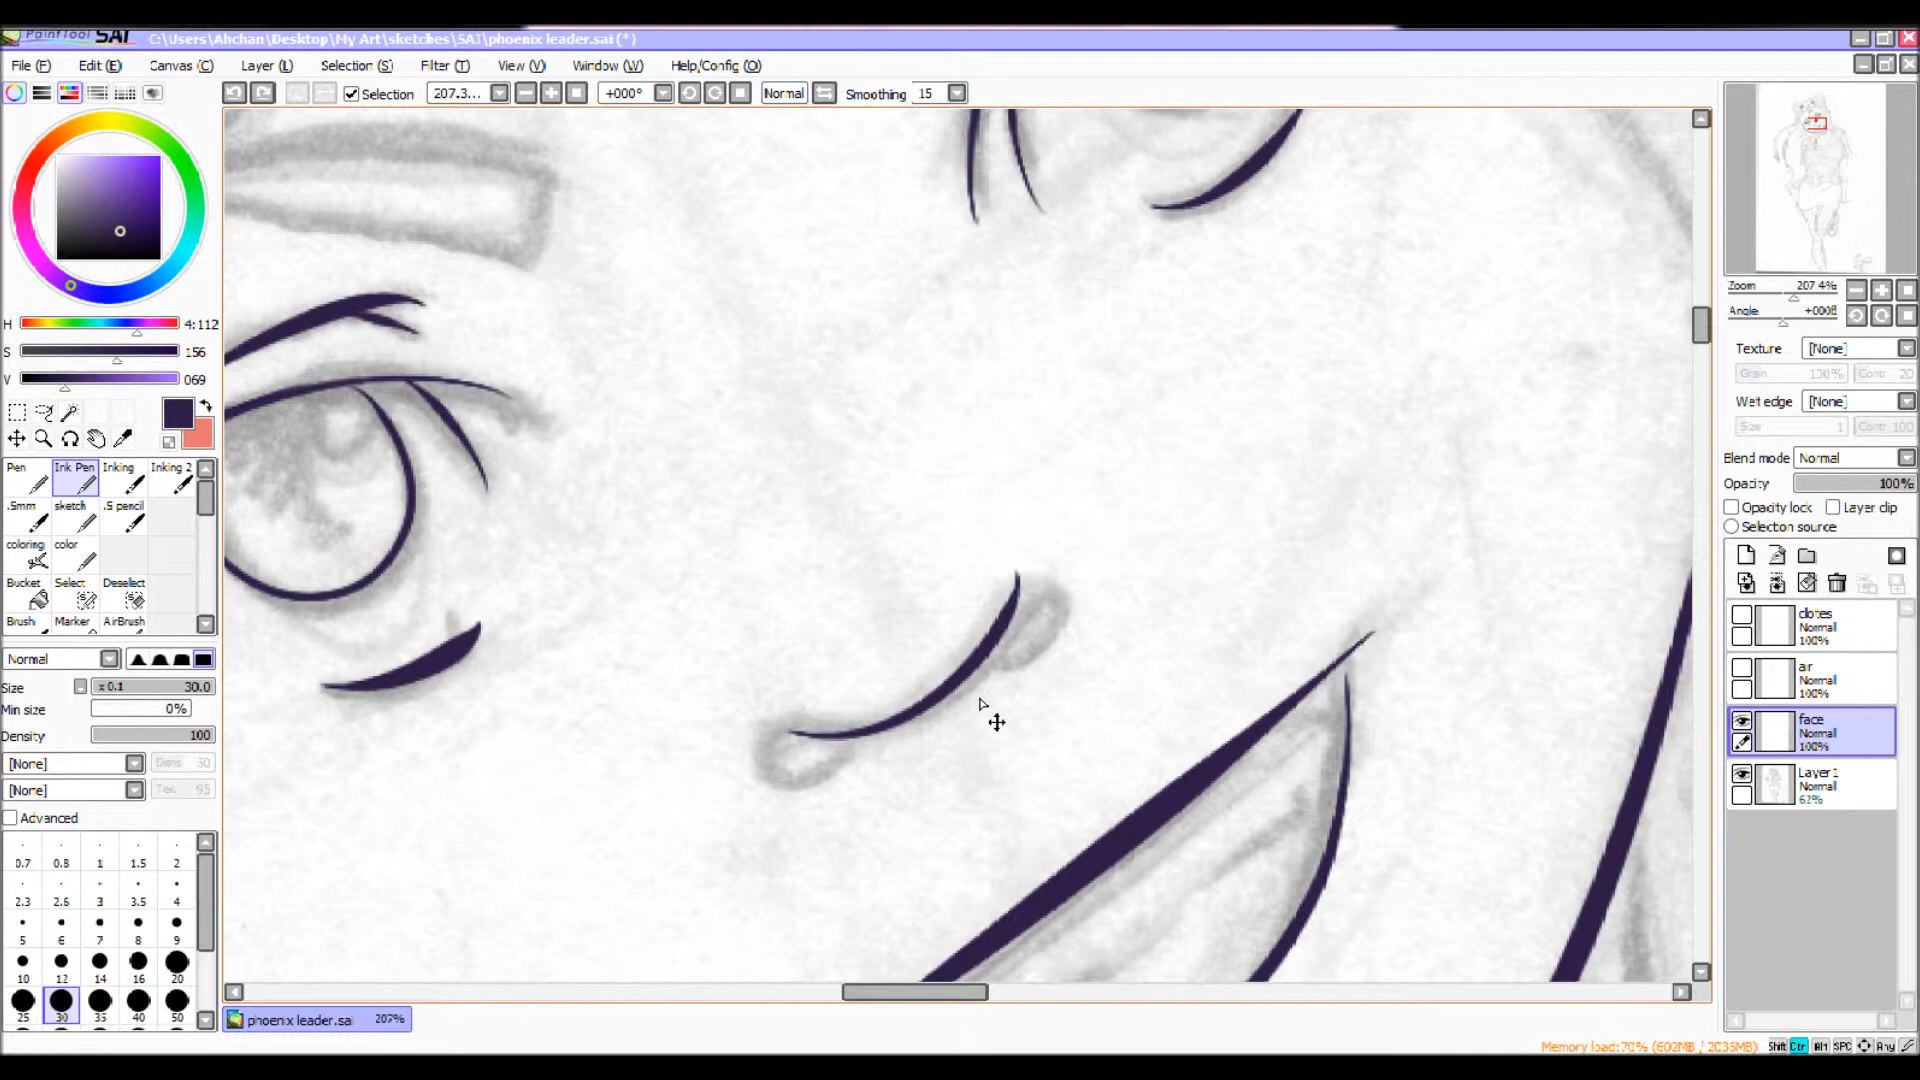 PaintTool SAI C:\Users\Ahchan\Desktop\My Art\sketches\SAI\phoenix leader.sai (*)
File (F) Edit (E) Canvas (C) Layer (L) Selection (S) Filter (T) View (V) Window (W) Help/Config (O)
Selection 207.3... +000° Normal Smoothing 15
Zoom 207.4%
Angle +000
H 4:112
S 156
V 069
Texture [None]
Grain 100% Contr 20
Wet edge [None]
Size 1 Contr 100
Blend mode Normal
Opacity 100%
Opacity lock Layer clip
Selection source
Pen Ink Pen Inking Inking 2
.5mm sketch .5 pencil
coloring color
Bucket Select Deselect
Brush Marker AirBrush
Normal
Size x 0.1 30.0
Min size 0%
Density 100
[None] Dens 50
[None] Tex. 95
Advanced
0.7 0.8 1 1.5 2
2.3 2.6 3 3.5 4
5 6 7 8 9
10 12 14 16 20
25 30 35 40 50
clotes
Normal
100%
air
Normal
100%
face
Normal
100%
Layer1
Normal
62%
phoenix leader.sai 207%
Memory load: 70% (602MB / 2035MB) Shift Ctr Alt SPC Any